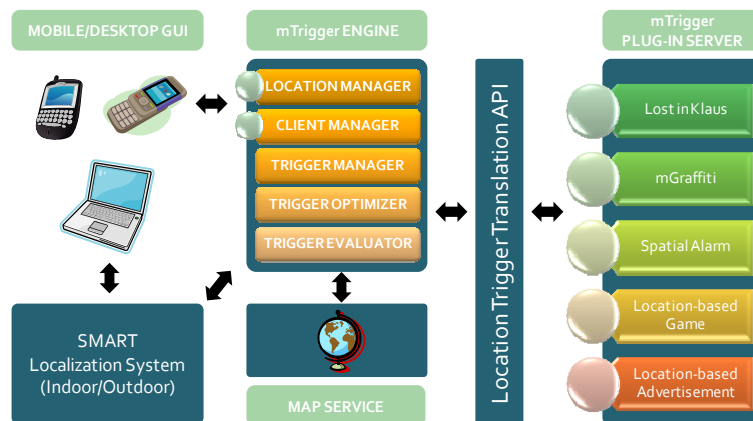 MOBILE/DESKTOP GUI
mTrigger ENGINE
mTrigger
PLUG-IN SERVER
LOCATION MANAGER
CLIENT MANAGER
TRIGGER MANAGER
TRIGGER OPTIMIZER
TRIGGER EVALUATOR
Location Trigger Translation API
Lost in Klaus
mGraffiti
Spatial Alarm
Location-based
Game
Location-based
Advertisement
SMART
Localization System
(Indoor/Outdoor)
MAP SERVICE